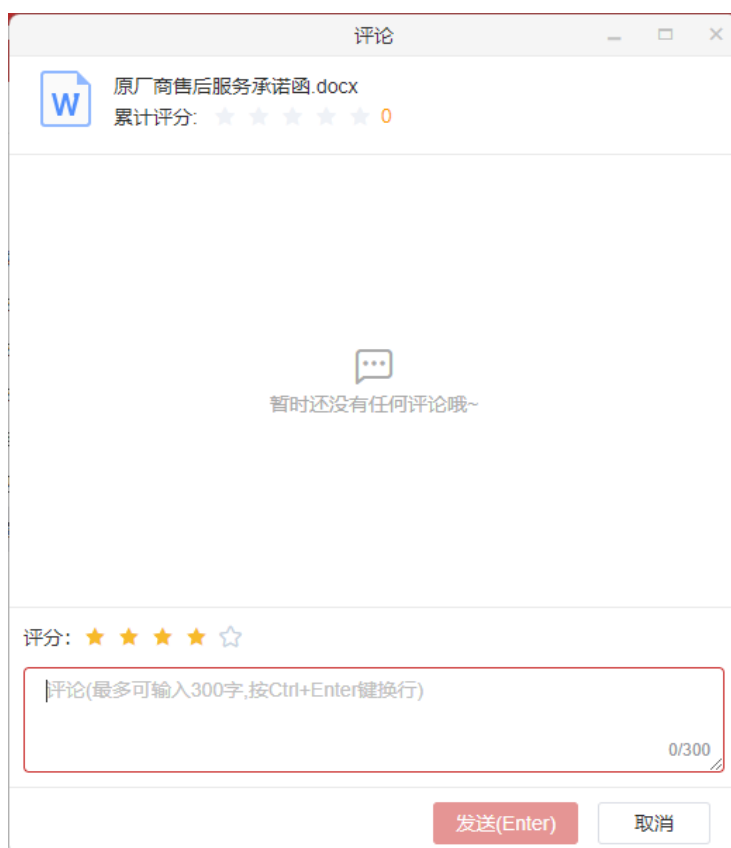 评论
W
原厂商售后服务承诺函.docx
累计评分: 0
暂时还没有任何评论哦~
评分:
评论(最多可输入300字,按Ctrl+Enter键换行)
0/300
发送(Enter) 取消